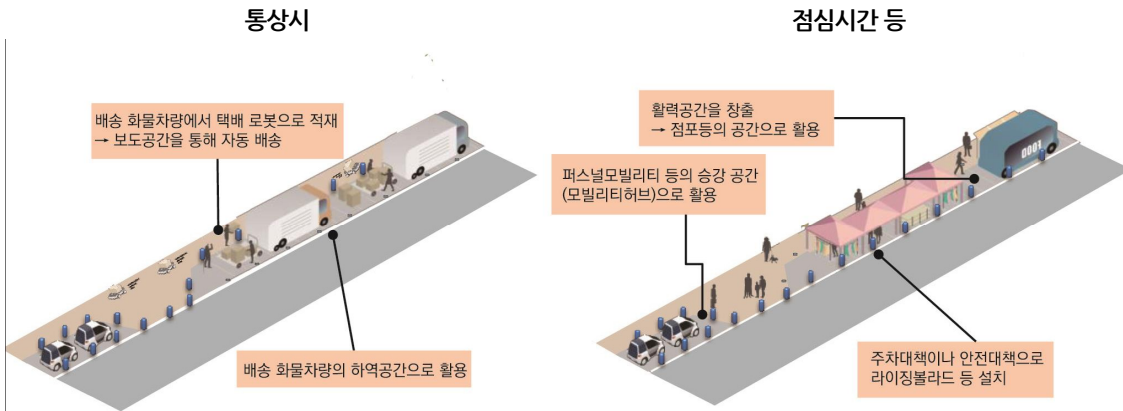 통상시
배송 화물차량에서 택배 로봇으로 적재
→ 보도공간을 통해 자동 배송
배송 화물차량의 하역공간으로 활용
점심시간 등
활력공간을 창출
→ 점포등의 공간으로 활용
퍼스널모빌리티 등의 승강 공간
(모빌리티허브)으로 활용
주차대책이나 안전대책으로
라이징볼라드 등 설치